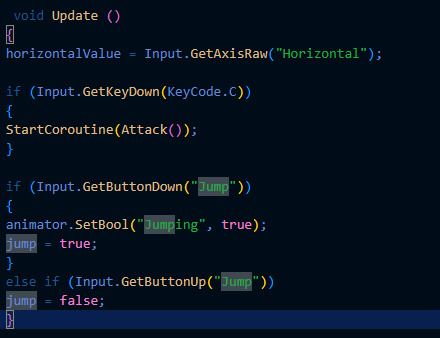 void Update ()
{
horizontalValue = Input.GetAxisRaw("Horizontal");
if (Input.GetKeyDown(KeyCode.C))
{
StartCoroutine(Attack());
}
if (Input.GetButtonDown("Jump"))
{
animator.SetBool("Jumping", true);
jump = true;
}
else if (Input.GetButtonUp("Jump"))
jump = false;
}